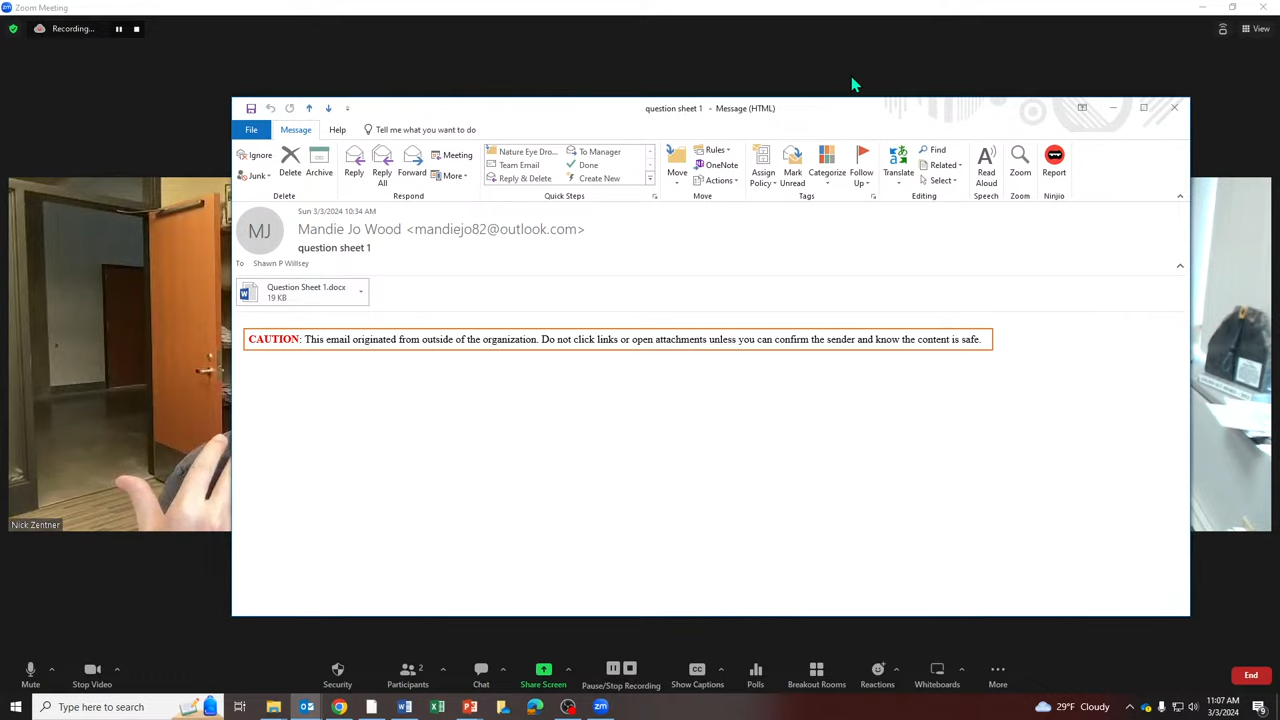 Zoom Meeting
Recording...
View
question sheet 1 - Message (HTML)
File
Message
Help
Tell me what you want to do
Ignore
Junk
Delete
Archive
Delete
Reply
Reply All
Forward
Meeting
More
Respond
Nature Eye Dro...
Team Email
Reply & Delete
To Manager
Done
Create New
Quick Steps
Move
Rules
OneNote
Actions
Move
Assign Policy
Mark Unread
Categorize
Follow Up
Tags
Translate
Find
Related
Select
Editing
Read Aloud
Speech
Zoom
Zoom
Report
Ninjio
Sun 3/3/2024 10:34 AM
MJ
Mandie Jo Wood <mandiejo82@outlook.com>
question sheet 1
To Shawn P Willsey
Question Sheet 1.docx
19 KB
CAUTION: This email originated from outside of the organization. Do not click links or open attachments unless you can confirm the sender and know the content is safe.
Nick Zentner
Mute
Stop Video
Security
2
Participants
Chat
Share Screen
Pause/Stop Recording
Show Captions
Polls
Breakout Rooms
Reactions
Whiteboards
More
End
Type here to search
29°F Cloudy
11:07 AM
3/3/2024